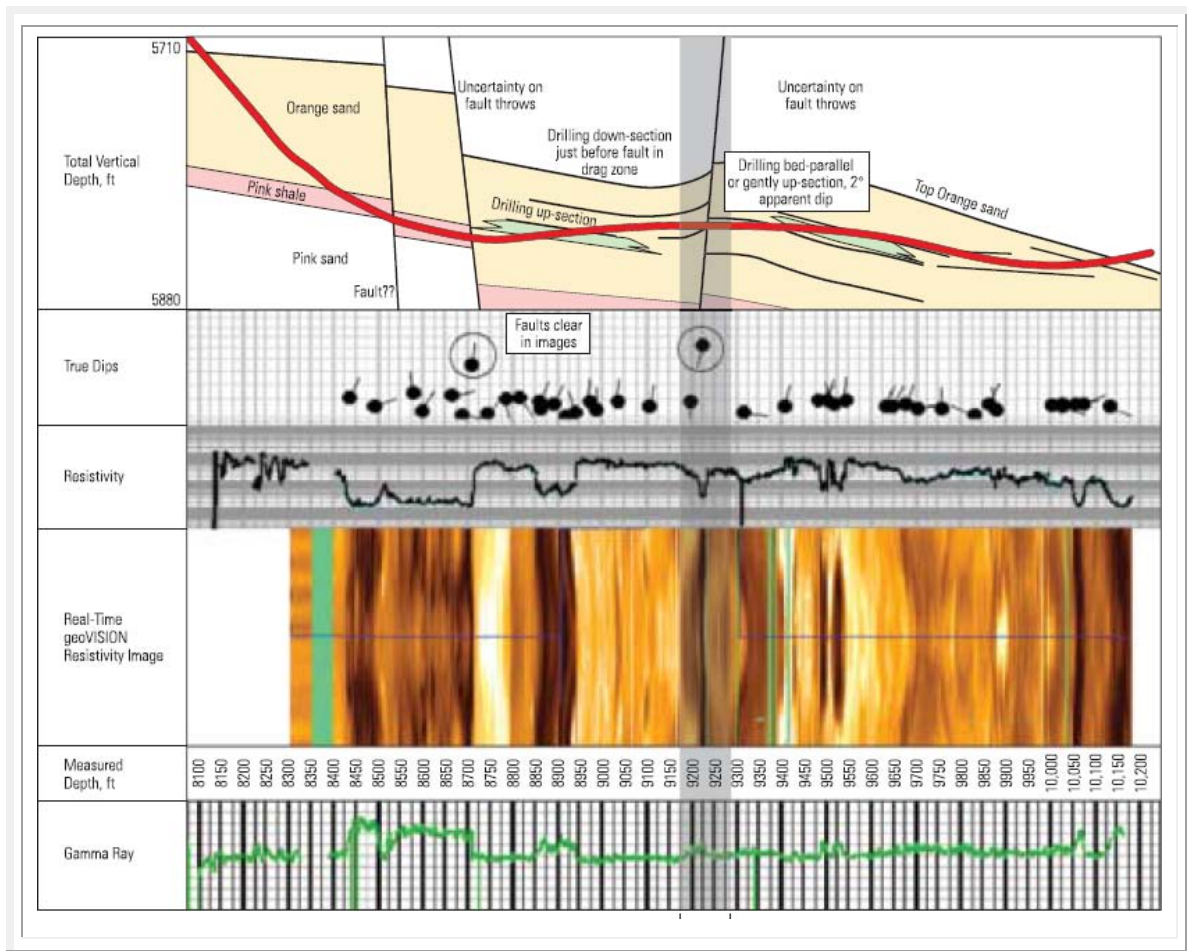 5710
Orange sand
Uncertainty on
fault throws
Uncertainty on
fault throws
Drilling down-section
just before fault in
drag zone
Drilling bed-parallel
or gently up-section, 2°
apparent dip
Total Vertical
Depth, ft
Pink shale
Drilling up-section
Top Orange sand
Pink sand
Fault??
5880
True Dips
Faults clear
in images
Resistivity
Real-Time
geoVISION
Resistivity Image
Measured
Depth, ft
8100
8150
8200
8250
8300
8350
8400
8450
8500
8550
8600
8650
8700
8750
8800
8850
8900
8950
9000
9050
9100
9150
9200
9250
9300
9350
9400
9450
9500
9550
9600
9650
9700
9750
9800
9850
9900
9950
10,000
10,050
10,100
10,150
10,200
Gamma Ray